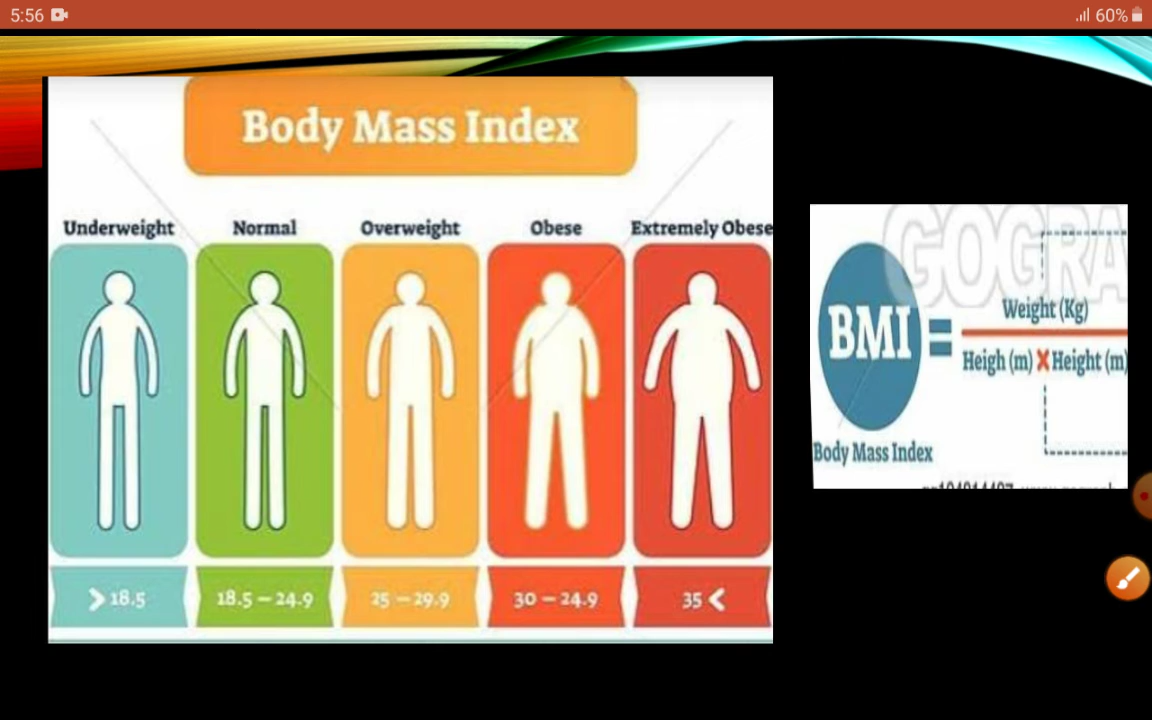 5:56
60%
Body Mass Index
Underweight Normal Overweight Obese Extremely Obese
> 18.5 18.5 – 24.9 25 – 29.9 30 – 24.9 35 <
GOGRA
BMI = Weight (Kg)
Heigh (m) X Height (m)
Body Mass Index